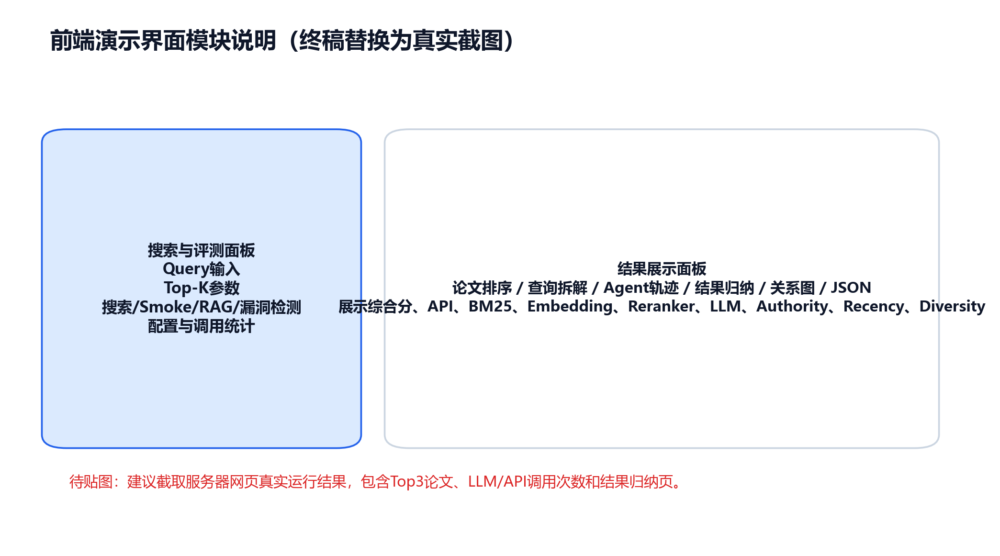 前端演示界面模块说明（终稿替换为真实截图）
搜索与评测面板
Query输入
Top-K参数
搜索/Smoke/RAG/漏洞检测
配置与调用统计
结果展示面板
论文排序 / 查询拆解 / Agent轨迹 / 结果归纳 / 关系图 / JSON
展示综合分、API、BM25、Embedding、Reranker、LLM、Authority、Recency、Diversity
待贴图：建议截取服务器网页真实运行结果，包含Top3论文、LLM/API调用次数和结果归纳页。